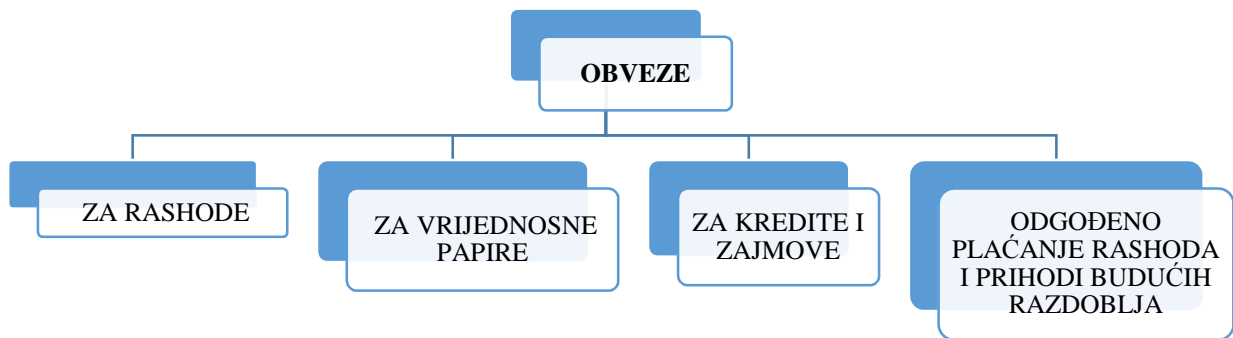 OBVEZE
ZA RASHODE
ZA VRIJEDNOSNE
PAPIRE
ZA KREDITE I
ZAJMOVE
ODGOĐENO
PLAĆANJE RASHODA
I PRIHODI BUDUĆIH
RAZDOBLJA